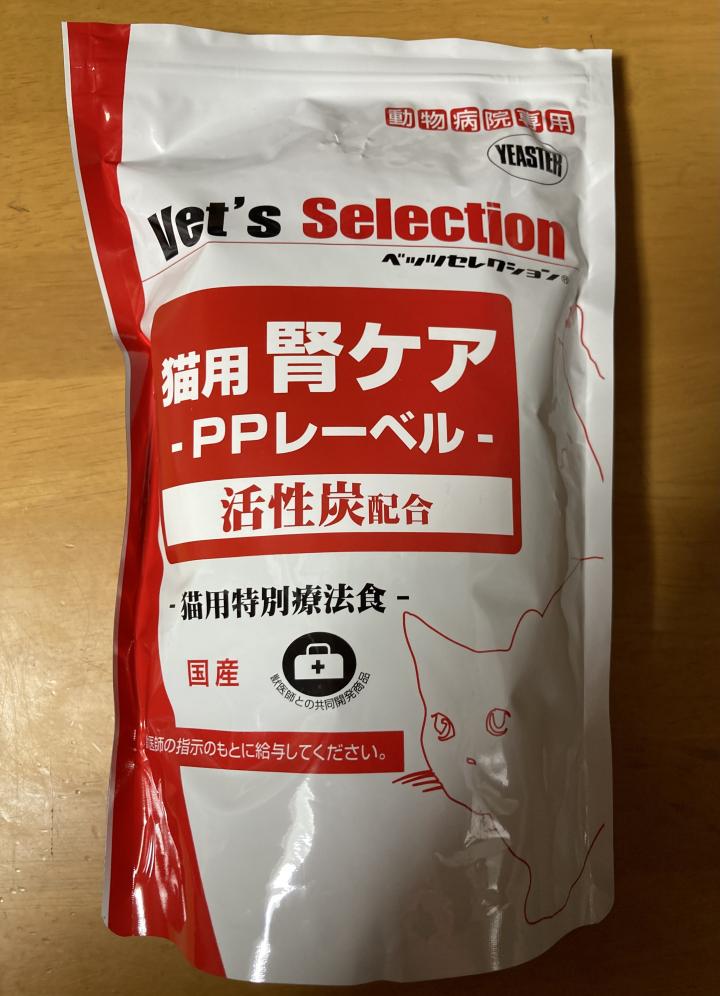 動物病院専用
YEASTER
Vet's Selection
ベッツセレクション®
猫用 腎ケア
-PPレーベル-
活性炭配合
-猫用特別療法食-
国産
獣医師との共同開発商品
医師の指示のもとに給与してください。